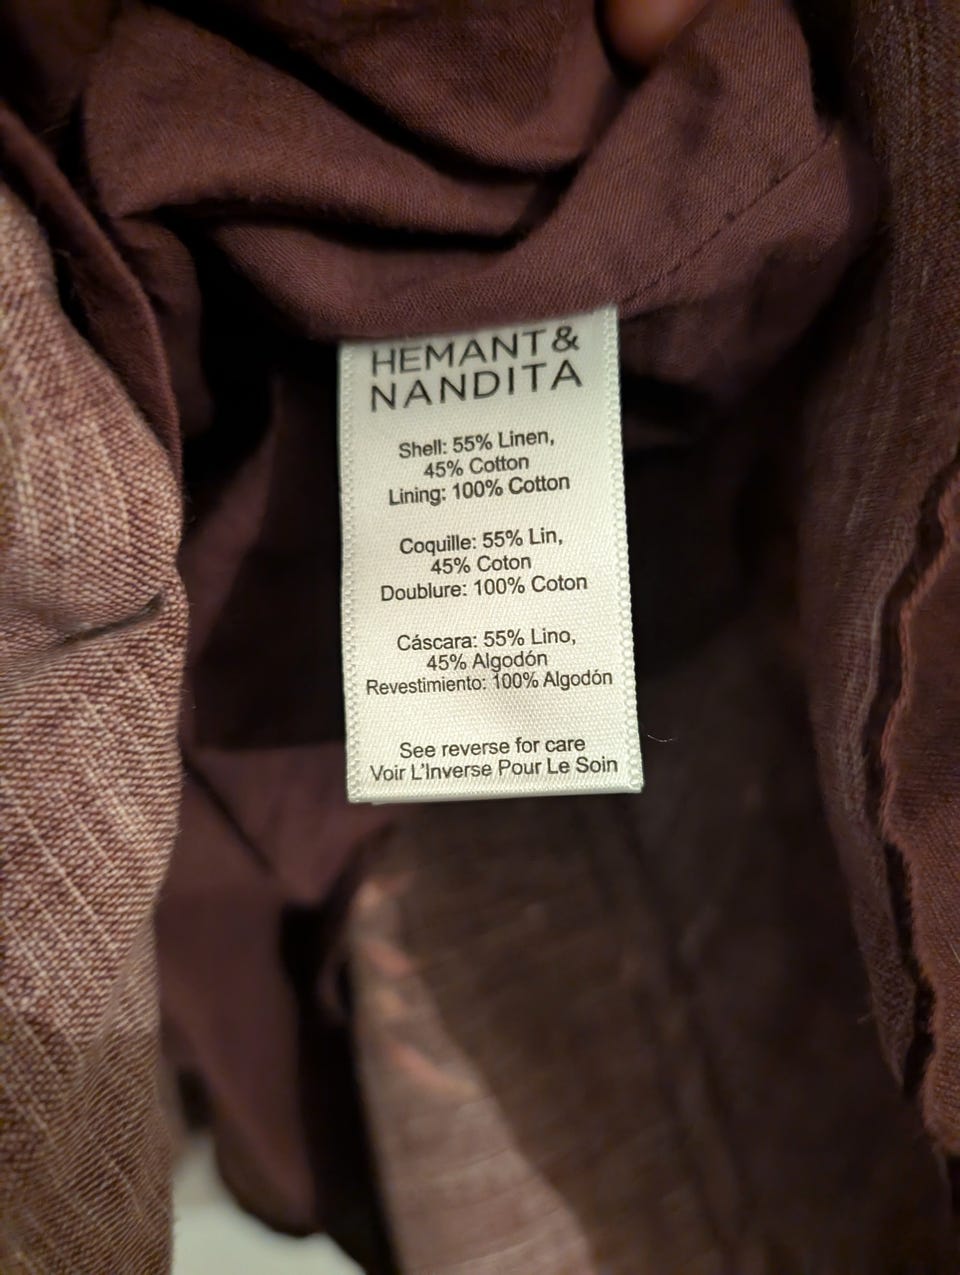 HEMANT &
NANDITA
Shell: 55% Linen,
45% Cotton
Lining: 100% Cotton
Coquille: 55% Lin,
45% Coton
Doublure: 100% Coton
Cáscara: 55% Lino,
45% Algodón
Revestimiento: 100% Algodón
See reverse for care
Voir L'Inverse Pour Le Soin